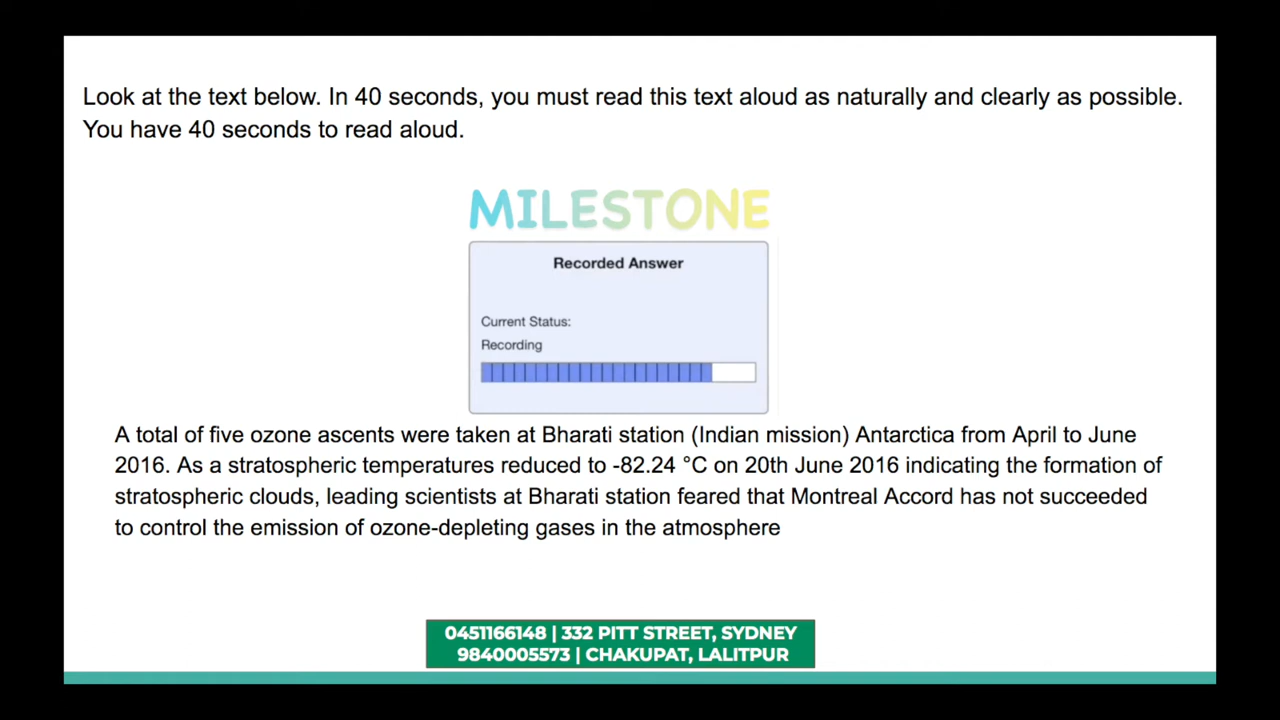 Look at the text below. In 40 seconds, you must read this text aloud as naturally and clearly as possible.
You have 40 seconds to read aloud.
MILESTONE
Recorded Answer
Current Status:
Recording
A total of five ozone ascents were taken at Bharati station (Indian mission) Antarctica from April to June
2016. As a stratospheric temperatures reduced to -82.24 °C on 20th June 2016 indicating the formation of
stratospheric clouds, leading scientists at Bharati station feared that Montreal Accord has not succeeded
to control the emission of ozone-depleting gases in the atmosphere
0451166148 | 332 PITT STREET, SYDNEY
9840005573 | CHAKUPAT, LALITPUR